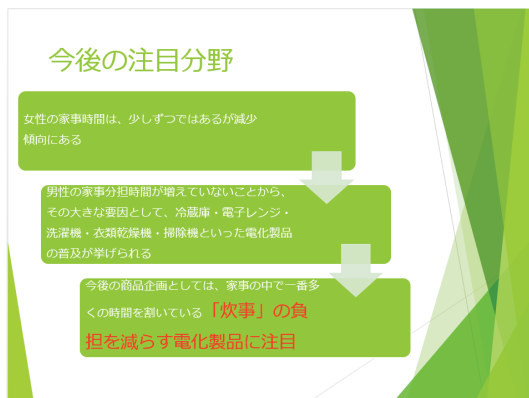 今後の注目分野
女性の家事時間は、少しずつではあるが減少
傾向にある
男性の家事分担時間が増えていないことから、
その大きな要因として、冷蔵庫・電子レンジ・
洗濯機・衣類乾燥機・掃除機といった電化製品
の普及が挙げられる
今後の商品企画としては、家事の中で一番多
くの時間を割いている「炊事」の負
担を減らす電化製品に注目